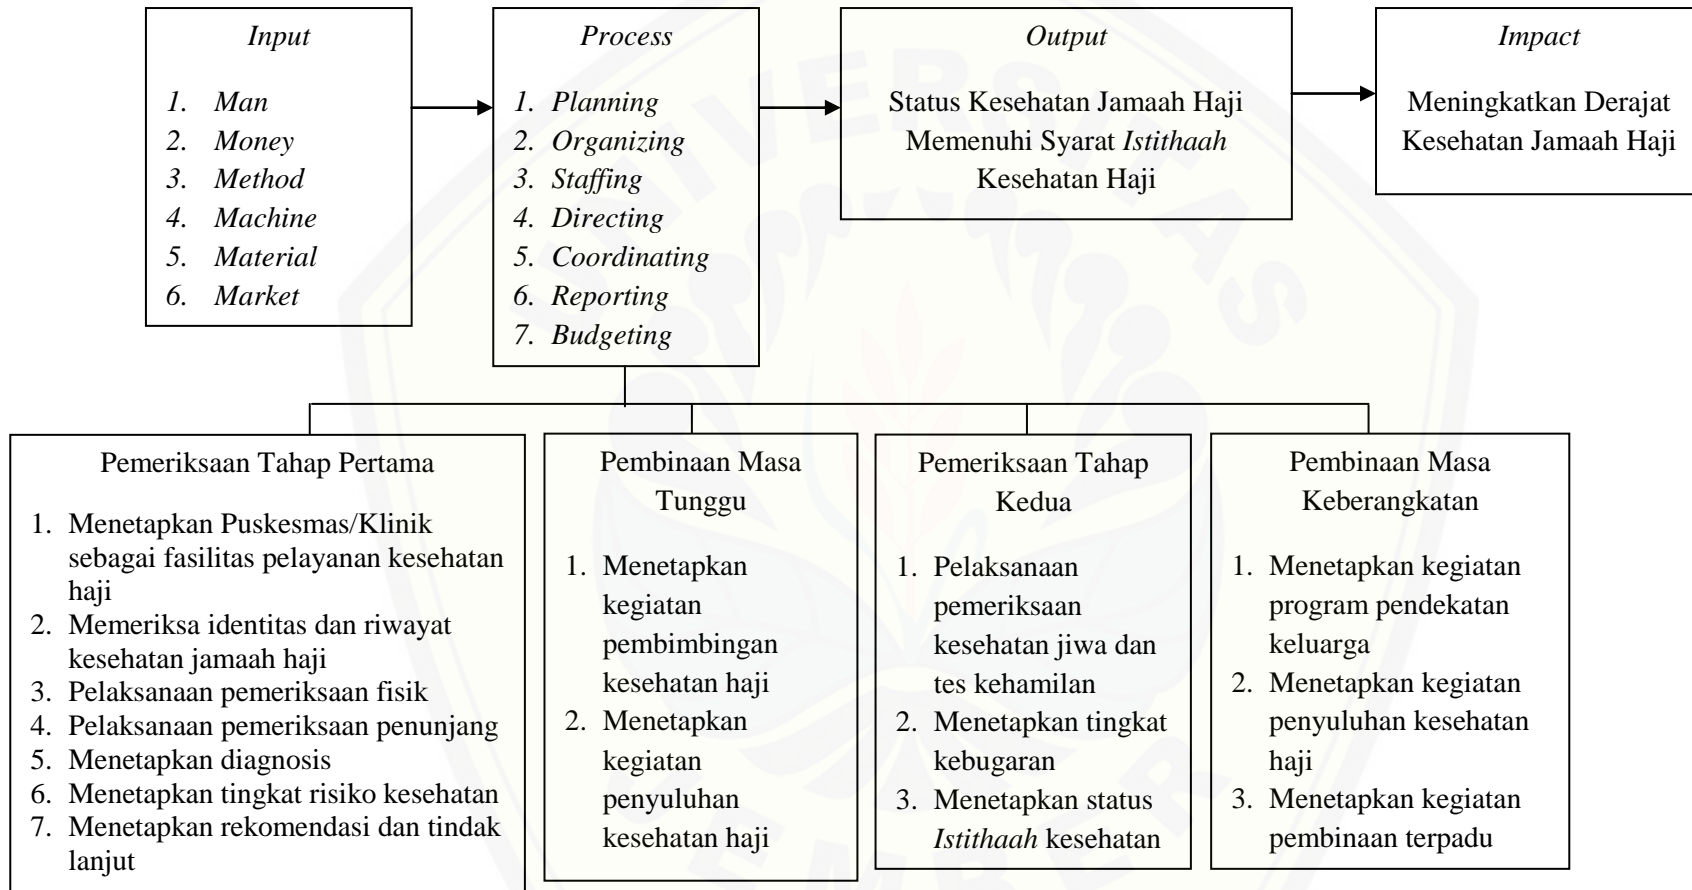 Input
1. Man
2. Money
3. Method
4. Machine
5. Material
6. Market
Process
1. Planning
2. Organizing
3. Staffing
4. Directing
5. Coordinating
6. Reporting
7. Budgeting
Output
Status Kesehatan Jamaah Haji
Memenuhi Syarat Istithaah
Kesehatan Haji
Impact
Meningkatkan Derajat
Kesehatan Jamaah Haji
Pemeriksaan Tahap Pertama
1. Menetapkan Puskesmas/Klinik
sebagai fasilitas pelayanan kesehatan
haji
2. Memeriksa identitas dan riwayat
kesehatan jamaah haji
3. Pelaksanaan pemeriksaan fisik
4. Pelaksanaan pemeriksaan penunjang
5. Menetapkan diagnosis
6. Menetapkan tingkat risiko kesehatan
7. Menetapkan rekomendasi dan tindak
lanjut
Pembinaan Masa
Tunggu
1. Menetapkan
kegiatan
pembimbingan
kesehatan haji
2. Menetapkan
kegiatan
penyuluhan
kesehatan haji
Pemeriksaan Tahap
Kedua
1. Pelaksanaan
pemeriksaan
kesehatan jiwa dan
tes kehamilan
2. Menetapkan tingkat
kebugaran
3. Menetapkan status
Istithaah kesehatan
Pembinaan Masa
Keberangkatan
1. Menetapkan kegiatan
program pendekatan
keluarga
2. Menetapkan kegiatan
penyuluhan kesehatan
haji
3. Menetapkan kegiatan
pembinaan terpadu
UNIVERSITAS
JEMBER